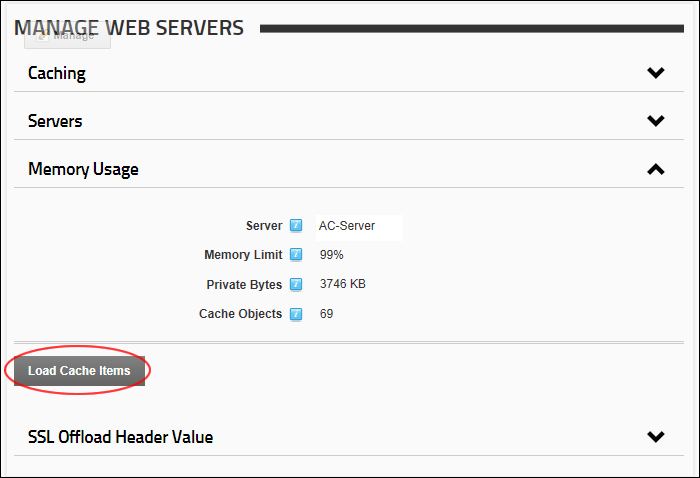 MANAGE WEB SERVERS
Manage
Caching
Servers
Memory Usage
Server AC-Server
Memory Limit 99%
Private Bytes 3746 KB
Cache Objects 69
Load Cache Items
SSL Offload Header Value